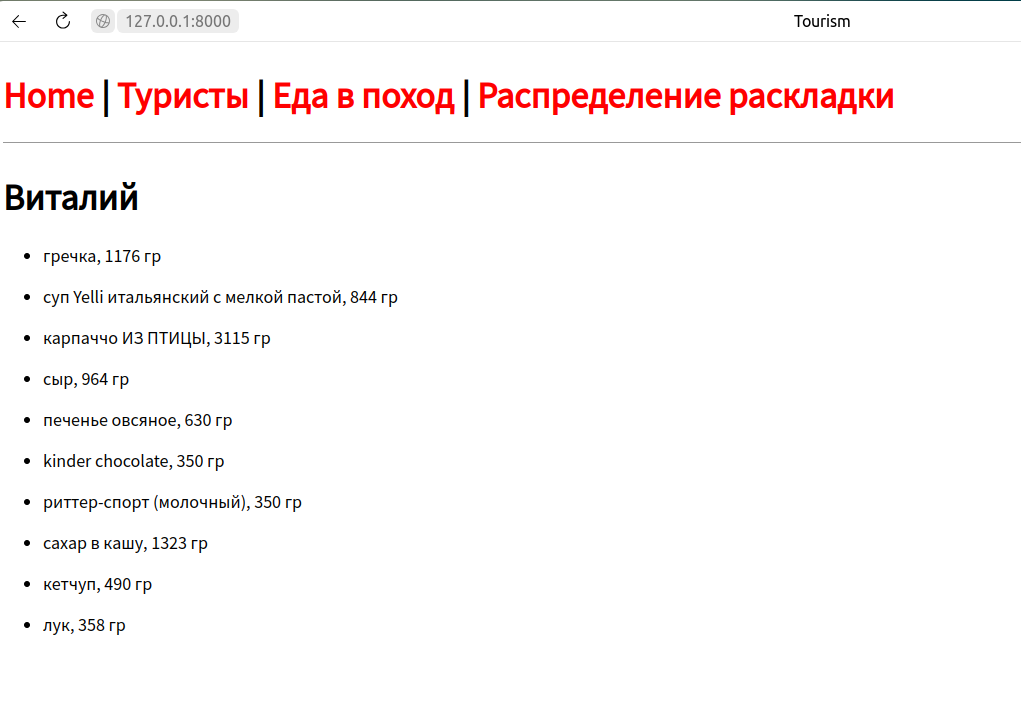 127.0.0.1:8000 Tourism
Home | Туристы | Еда в поход | Распределение раскладки
Виталий
гречка, 1176 гр
суп Yelli итальянский с мелкой пастой, 844 гр
карпаччо ИЗ ПТИЦЫ, 3115 гр
сыр, 964 гр
печенье овсяное, 630 гр
kinder chocolate, 350 гр
риттер-спорт (молочный), 350 гр
сахар в кашу, 1323 гр
кетчуп, 490 гр
лук, 358 гр